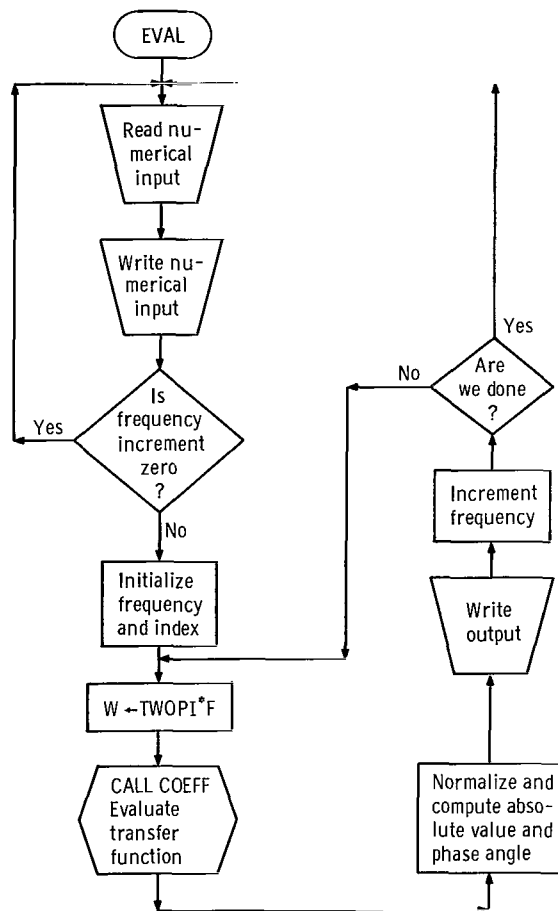 EVAL
Read nu-
merical
input
Write nu-
merical
input
Is
frequency
increment
zero
?
Yes
No
Initialize
frequency
and index
W ←TWOPI*F
CALL COEFF
Evaluate
transfer
function
Normalize and
compute abso-
lute value and
phase angle
Write
output
Increment
frequency
Are
we done
?
No
Yes